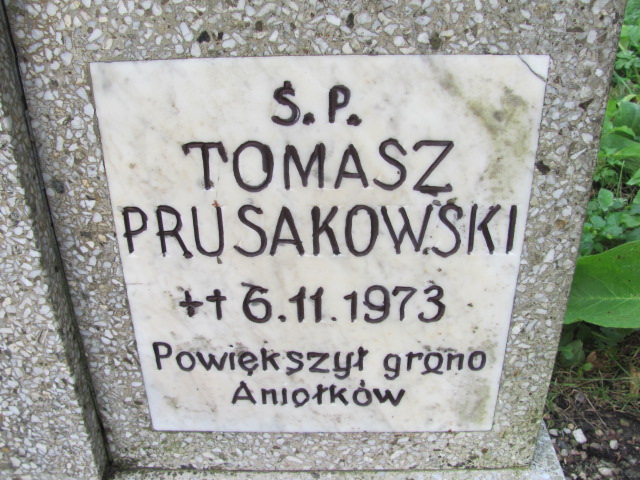 Ś.P.
TOMASZ
PRUSAKOWSKI
++ 6.11.1973
Powiększył grono
Aniołków